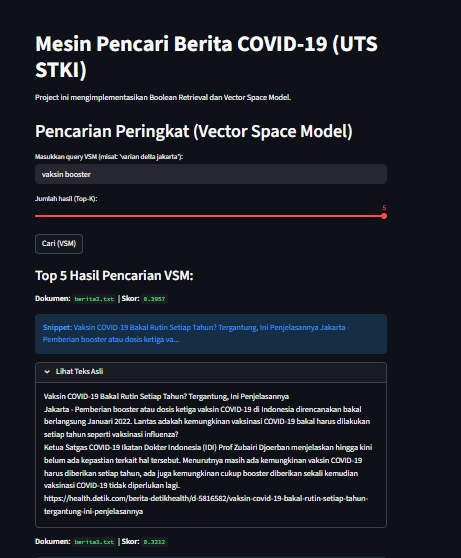 Mesin Pencari Berita COVID-19 (UTS
STKI)
Project ini mengimplementasikan Boolean Retrieval dan Vector Space Model.
Pencarian Peringkat (Vector Space Model)
Masukkan query VSM (misal: 'varian delta jakarta'):
vaksin booster
Jumlah hasil (Top-K):
5
Cari (VSM)
Top 5 Hasil Pencarian VSM:
Dokumen: berita2.txt | Skor: 0.3957
Snippet: Vaksin COVID-19 Bakal Rutin Setiap Tahun? Tergantung, Ini Penjelasannya Jakarta -
Pemberian booster atau dosis ketiga va...
Lihat Teks Asli
Vaksin COVID-19 Bakal Rutin Setiap Tahun? Tergantung, Ini Penjelasannya
Jakarta - Pemberian booster atau dosis ketiga vaksin COVID-19 di Indonesia direncanakan bakal
berlangsung Januari 2022. Lantas adakah kemungkinan vaksinasi COVID-19 bakal harus dilakukan
setiap tahun seperti vaksinasi influenza?
Ketua Satgas COVID-19 Ikatan Dokter Indonesia (IDI) Prof Zubairi Djoerban menjelaskan hingga kini
belum ada kepastian terkait hal tersebut. Menurutnya masih ada kemungkinan vaksin COVID-19
harus diberikan setiap tahun, ada juga kemungkinan cukup booster diberikan sekali kemudian
vaksinasi COVID-19 tidak diperlukan lagi.
https://health.detik.com/berita-detikhealth/d-5816582/vaksin-covid-19-bakal-rutin-setiap-tahun-
tergantung-ini-penjelasannya
Dokumen: berita3.txt | Skor: 0.3212